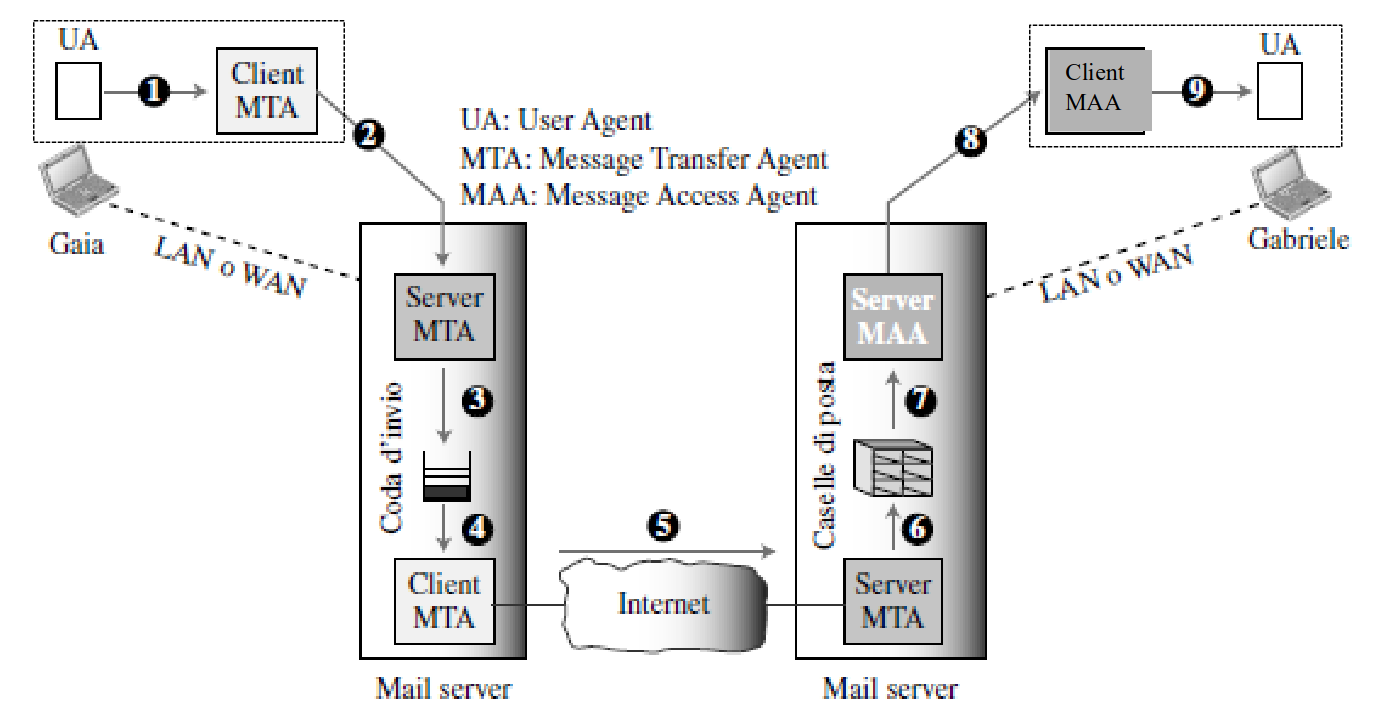 UA
1
Client
MTA
2
Gaia
LAN o WAN
UA: User Agent
MTA: Message Transfer Agent
MAA: Message Access Agent
Client
MAA
9
UA
8
Gabriele
LAN o WAN
Server
MTA
3
Coda d'invio
4
Client
MTA
Mail server
5
Internet
Server
MAA
7
Caselle di posta
6
Server
MTA
Mail server